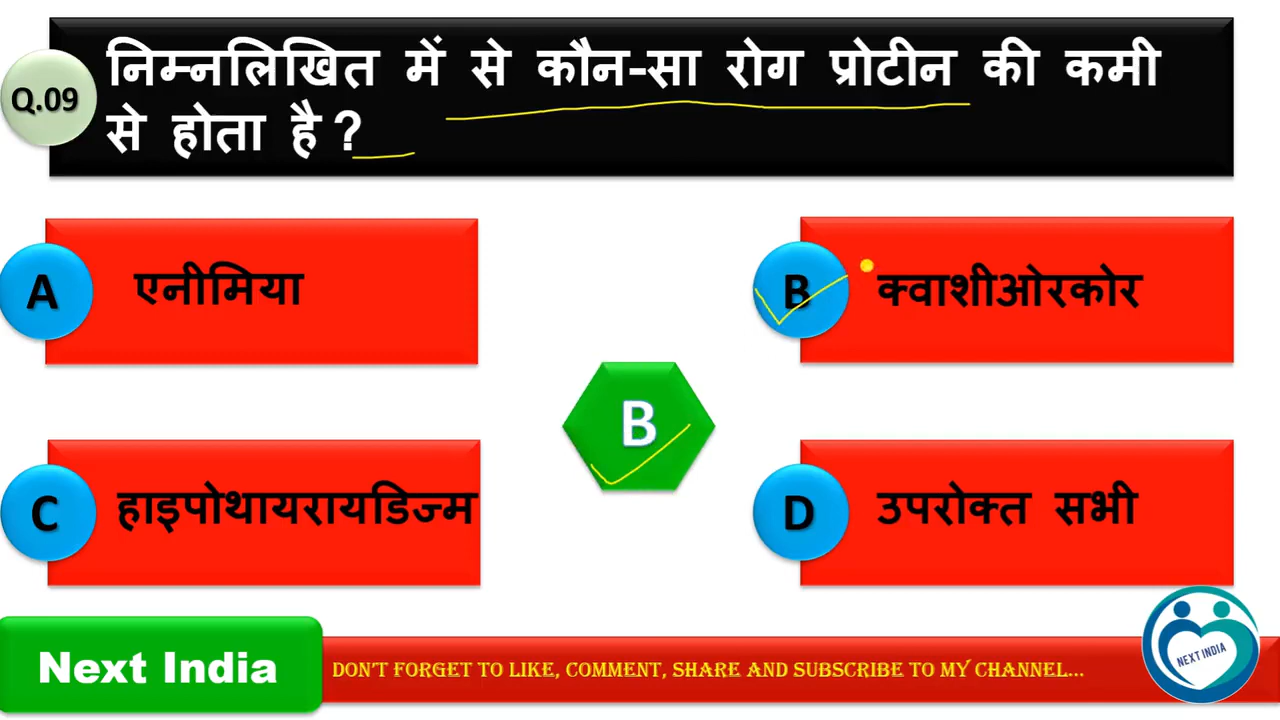 Q.09
निम्नलिखित में से कौन-सा रोग प्रोटीन की कमी
से होता है ?
A एनीमिया
B क्वाशीओरकोर
B
C हाइपोथायरायडिज्म
D उपरोक्त सभी
Next India
DON'T FORGET TO LIKE, COMMENT, SHARE AND SUBSCRIBE TO MY CHANNEL...
NEXT INDIA